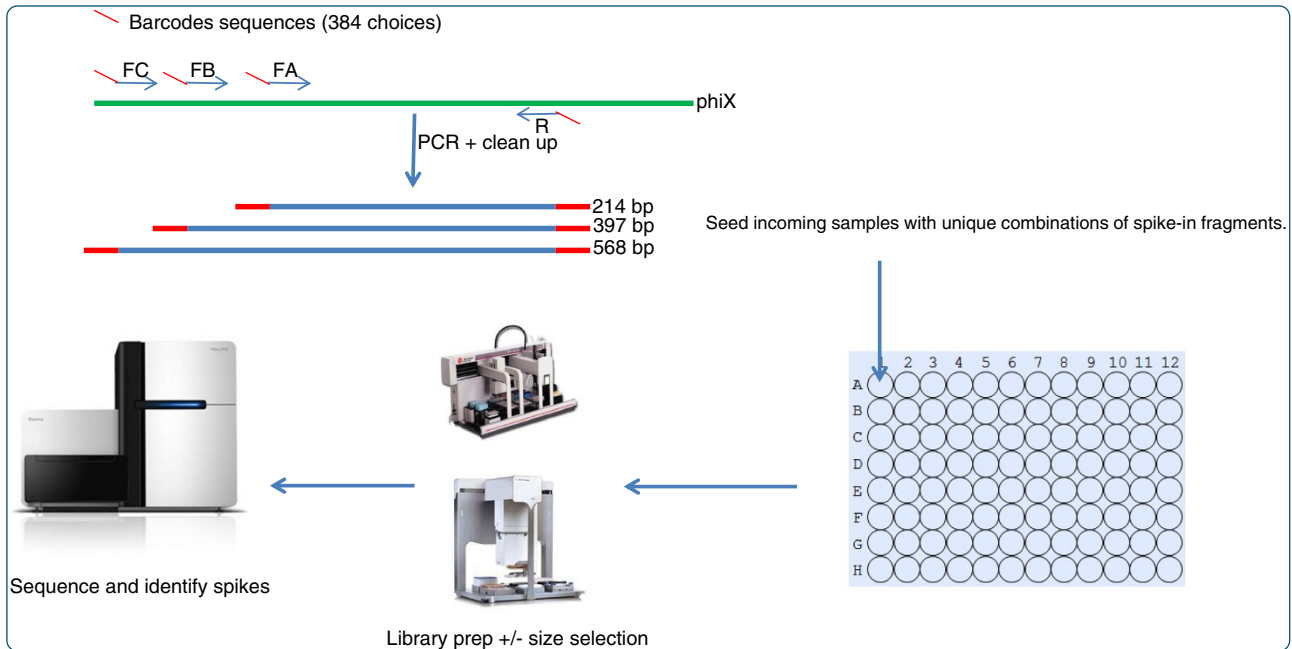 Barcodes sequences (384 choices)
FC FB FA
phiX
R
PCR + clean up
214 bp
397 bp
568 bp
Seed incoming samples with unique combinations of spike-in fragments.
1 2 3 4 5 6 7 8 9 10 11 12
A
B
C
D
E
F
G
H
Sequence and identify spikes
Library prep +/- size selection